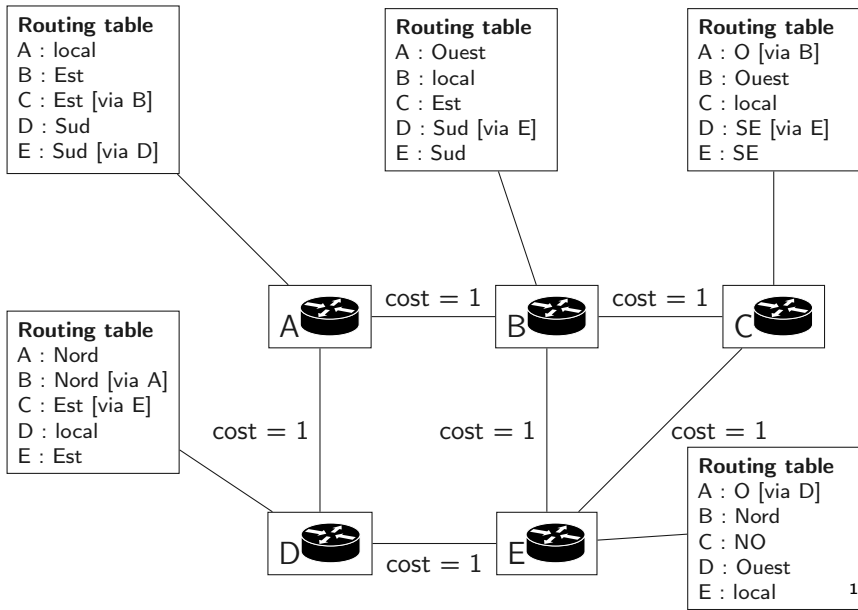 Routing table
A : local
B : Est
C : Est [via B]
D : Sud
E : Sud [via D]
Routing table
A : Ouest
B : local
C : Est
D : Sud [via E]
E : Sud
Routing table
A : O [via B]
B : Ouest
C : local
D : SE [via E]
E : SE
A
cost = 1
B
cost = 1
C
Routing table
A : Nord
B : Nord [via A]
C : Est [via E]
D : local
E : Est
cost = 1
cost = 1
cost = 1
D
cost = 1
E
Routing table
A : O [via D]
B : Nord
C : NO
D : Ouest
E : local
1